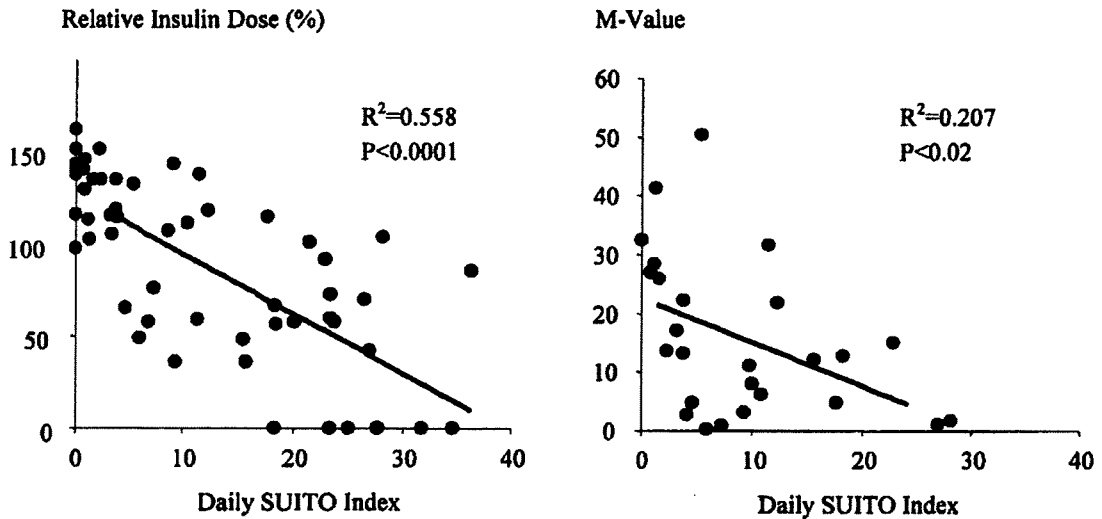 Relative Insulin Dose (%)
R²=0.558
P<0.0001
150
100
50
0
0 10 20 30 40
Daily SUITO Index
M-Value
R²=0.207
P<0.02
60
50
40
30
20
10
0
0 10 20 30 40
Daily SUITO Index